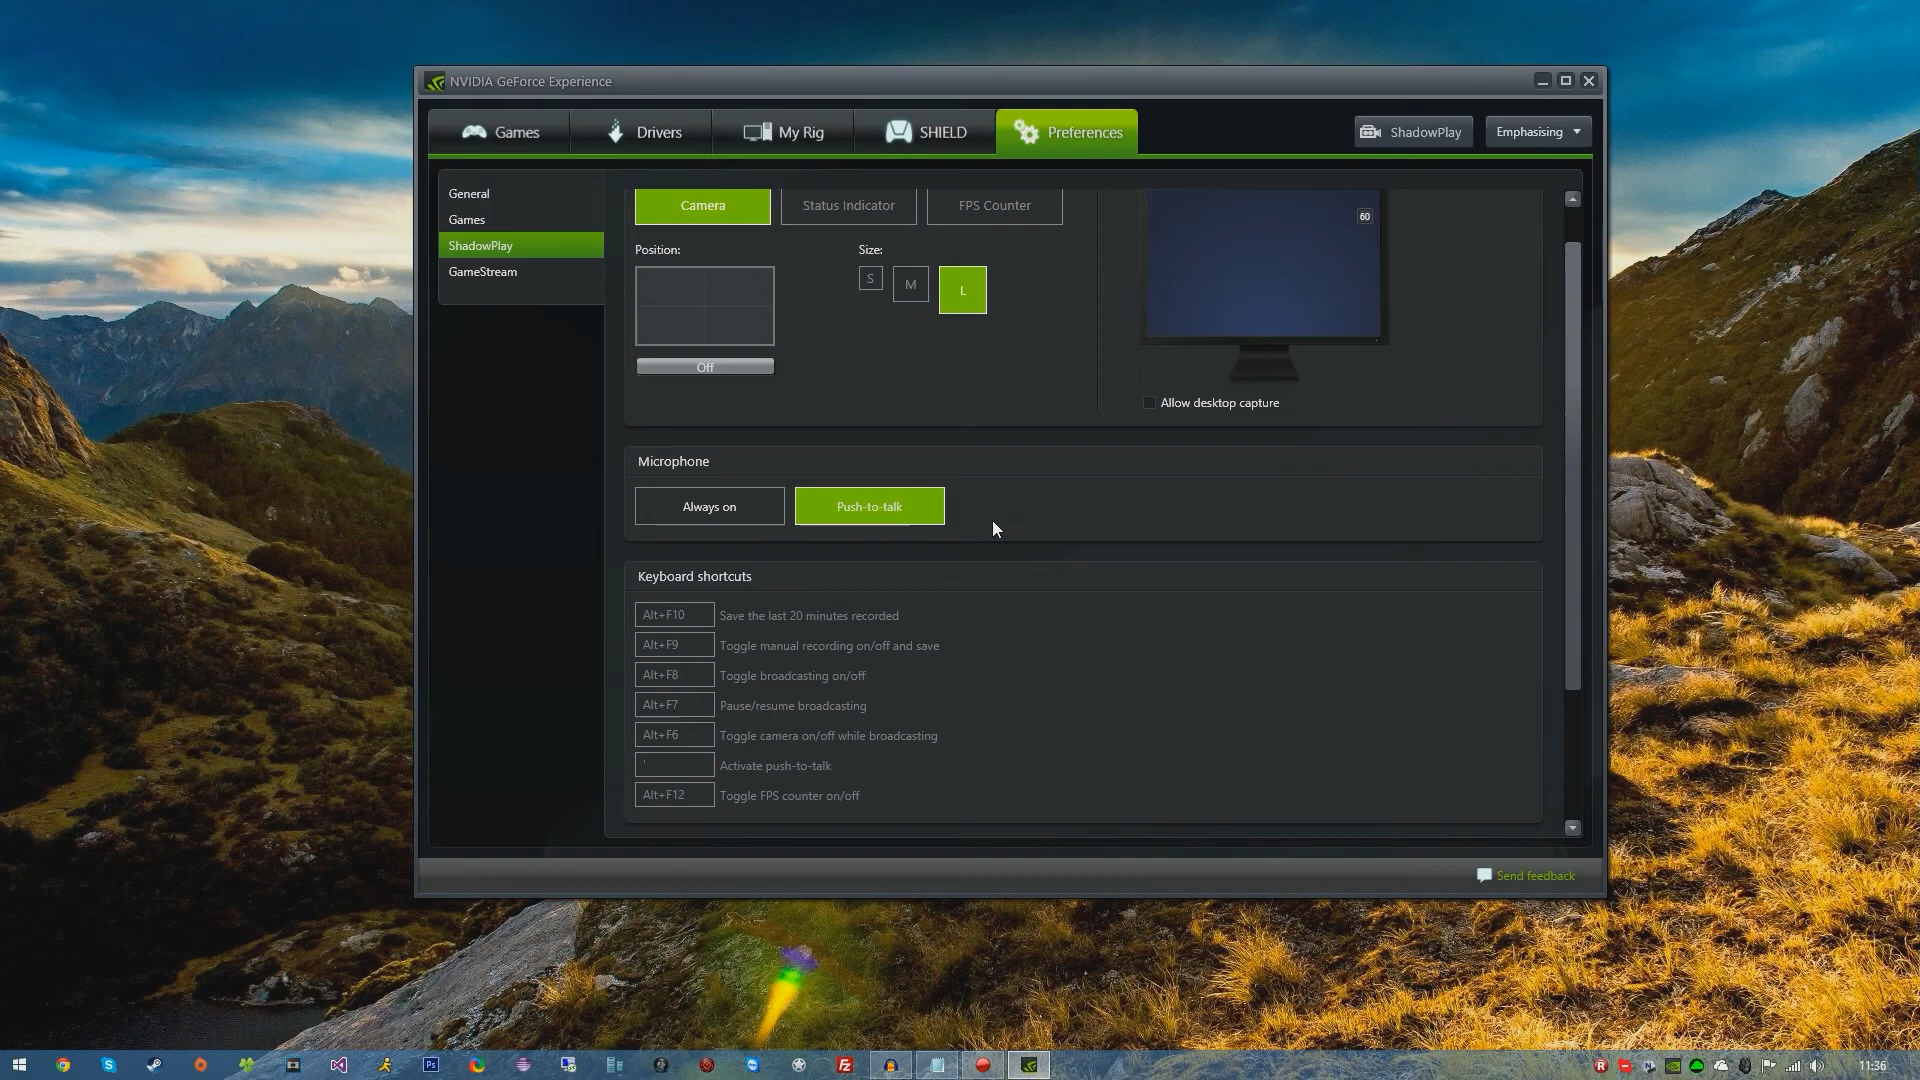 NVIDIA GeForce Experience
Games
Drivers
My Rig
SHIELD
Preferences
ShadowPlay
Emphasising
General
Games
ShadowPlay
GameStream
Camera
Status Indicator
FPS Counter
Position:
Size:
S
M
L
Off
60
Allow desktop capture
Microphone
Always on
Push-to-talk
Keyboard shortcuts
Alt+F10 Save the last 20 minutes recorded
Alt+F9 Toggle manual recording on/off and save
Alt+F8 Toggle broadcasting on/off
Alt+F7 Pause/resume broadcasting
Alt+F6 Toggle camera on/off while broadcasting
' Activate push-to-talk
Alt+F12 Toggle FPS counter on/off
Send feedback
Ps
Fz
R
11:36